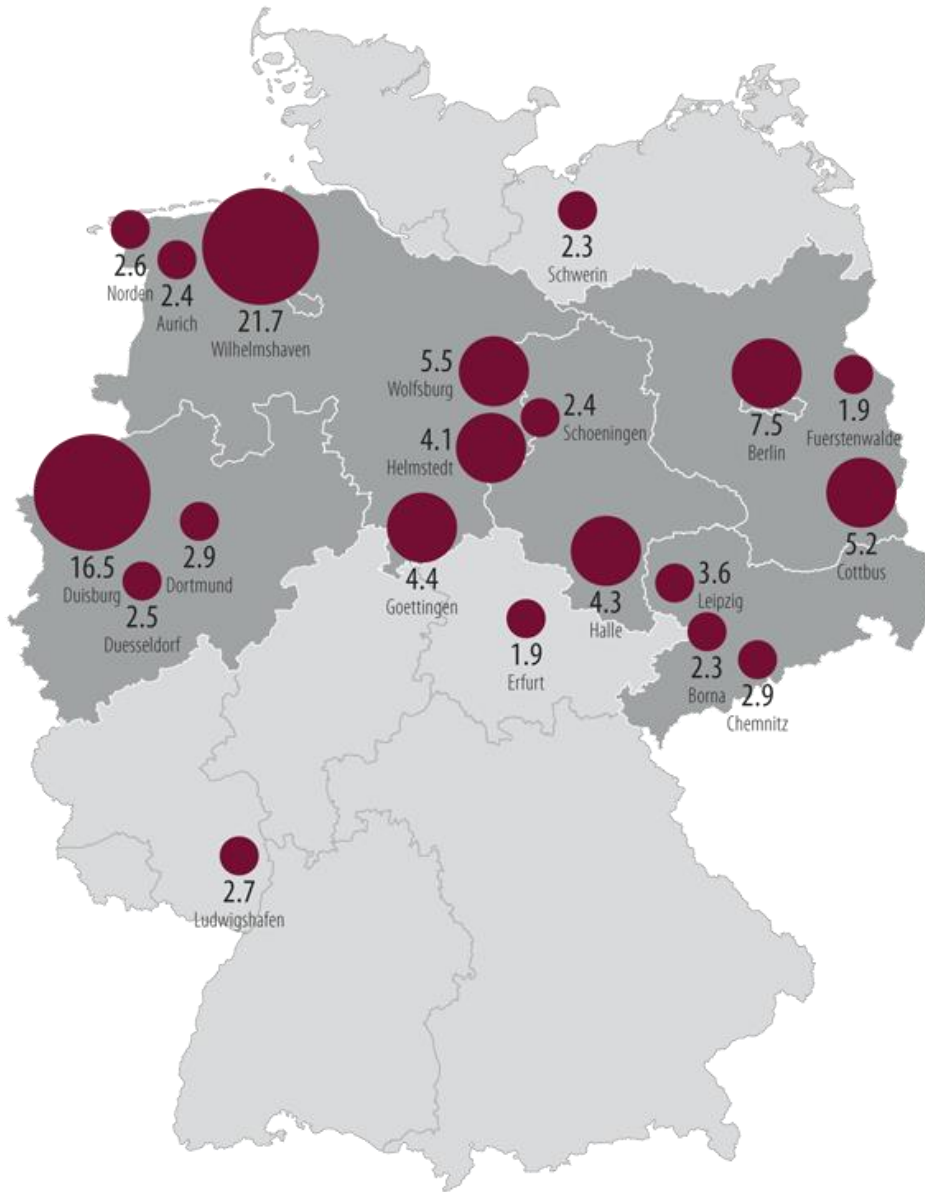 2.3
Schwerin
2.6
Norden
2.4
Aurich
21.7
Wilhelmshaven
5.5
Wolfsburg
2.4
Schoeningen
4.1
Helmstedt
7.5
Berlin
1.9
Fuerstenwalde
16.5
Duisburg
2.9
Dortmund
2.5
Duesseldorf
4.4
Goettingen
4.3
Halle
3.6
Leipzig
5.2
Cottbus
1.9
Erfurt
2.3
Borna
2.9
Chemnitz
2.7
Ludwigshafen